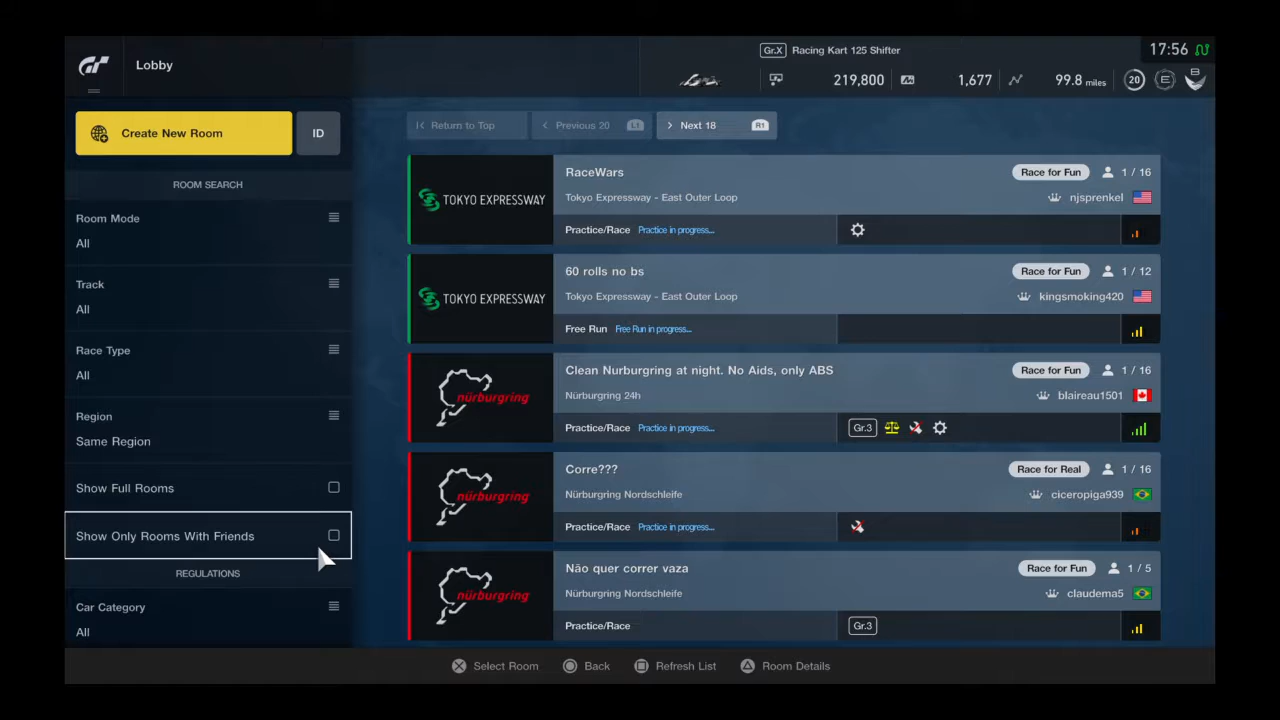 Gr.X Racing Kart 125 Shifter
17:56
GT
Lobby
219,800
1,677
99.8 miles
20
E
B
Create New Room
ID
Return to Top
Previous 20 L1
Next 18 R1
ROOM SEARCH
Room Mode
All
Track
All
Race Type
All
Region
Same Region
Show Full Rooms
Show Only Rooms With Friends
REGULATIONS
Car Category
All
TOKYO EXPRESSWAY
RaceWars
Race for Fun
1 / 16
Tokyo Expressway - East Outer Loop
njsprenkel
Practice/Race Practice in progress...
TOKYO EXPRESSWAY
60 rolls no bs
Race for Fun
1 / 12
Tokyo Expressway - East Outer Loop
kingsmoking420
Free Run Free Run in progress...
nürburgring
Clean Nurburgring at night. No Aids, only ABS
Race for Fun
1 / 16
Nürburgring 24h
blaireau1501
Practice/Race Practice in progress...
Gr.3
nürburgring
Corre???
Race for Real
1 / 16
Nürburgring Nordschleife
ciceropiga939
Practice/Race Practice in progress...
nürburgring
Não quer correr vaza
Race for Fun
1 / 5
Nürburgring Nordschleife
claudema5
Practice/Race
Gr.3
Select Room
Back
Refresh List
Room Details